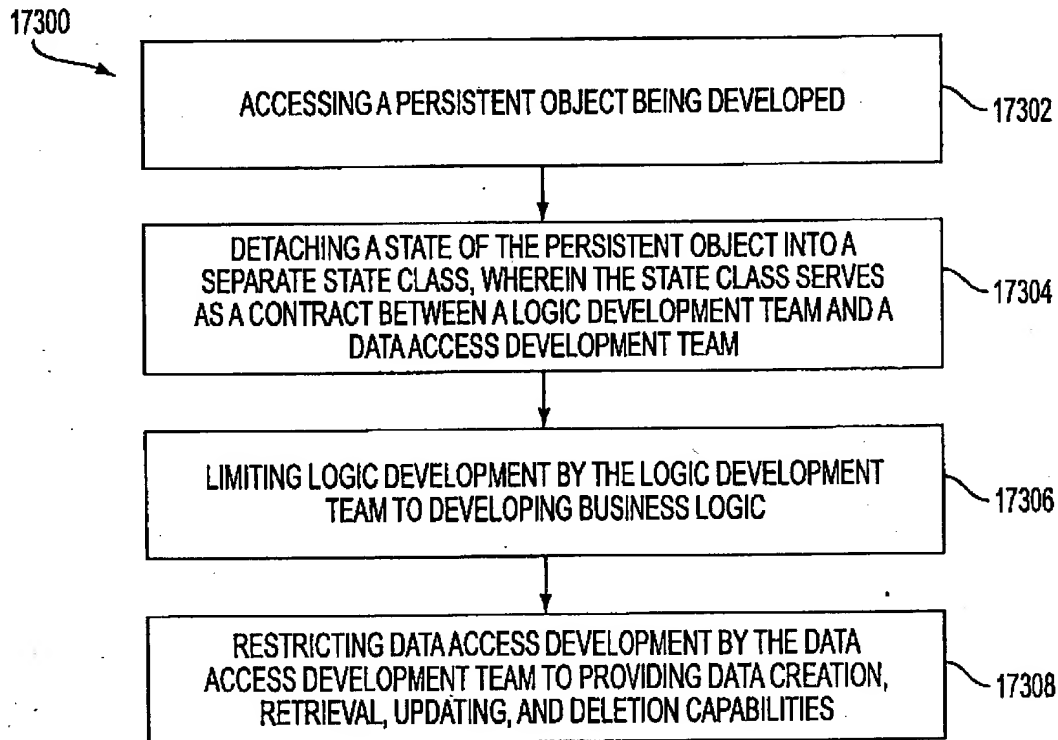 17300
ACCESSING A PERSISTENT OBJECT BEING DEVELOPED
17302
DETACHING A STATE OF THE PERSISTENT OBJECT INTO A
SEPARATE STATE CLASS, WHEREIN THE STATE CLASS SERVES
AS A CONTRACT BETWEEN A LOGIC DEVELOPMENT TEAM AND A
DATA ACCESS DEVELOPMENT TEAM
17304
LIMITING LOGIC DEVELOPMENT BY THE LOGIC DEVELOPMENT
TEAM TO DEVELOPING BUSINESS LOGIC
17306
RESTRICTING DATA ACCESS DEVELOPMENT BY THE DATA
ACCESS DEVELOPMENT TEAM TO PROVIDING DATA CREATION,
RETRIEVAL, UPDATING, AND DELETION CAPABILITIES
17308